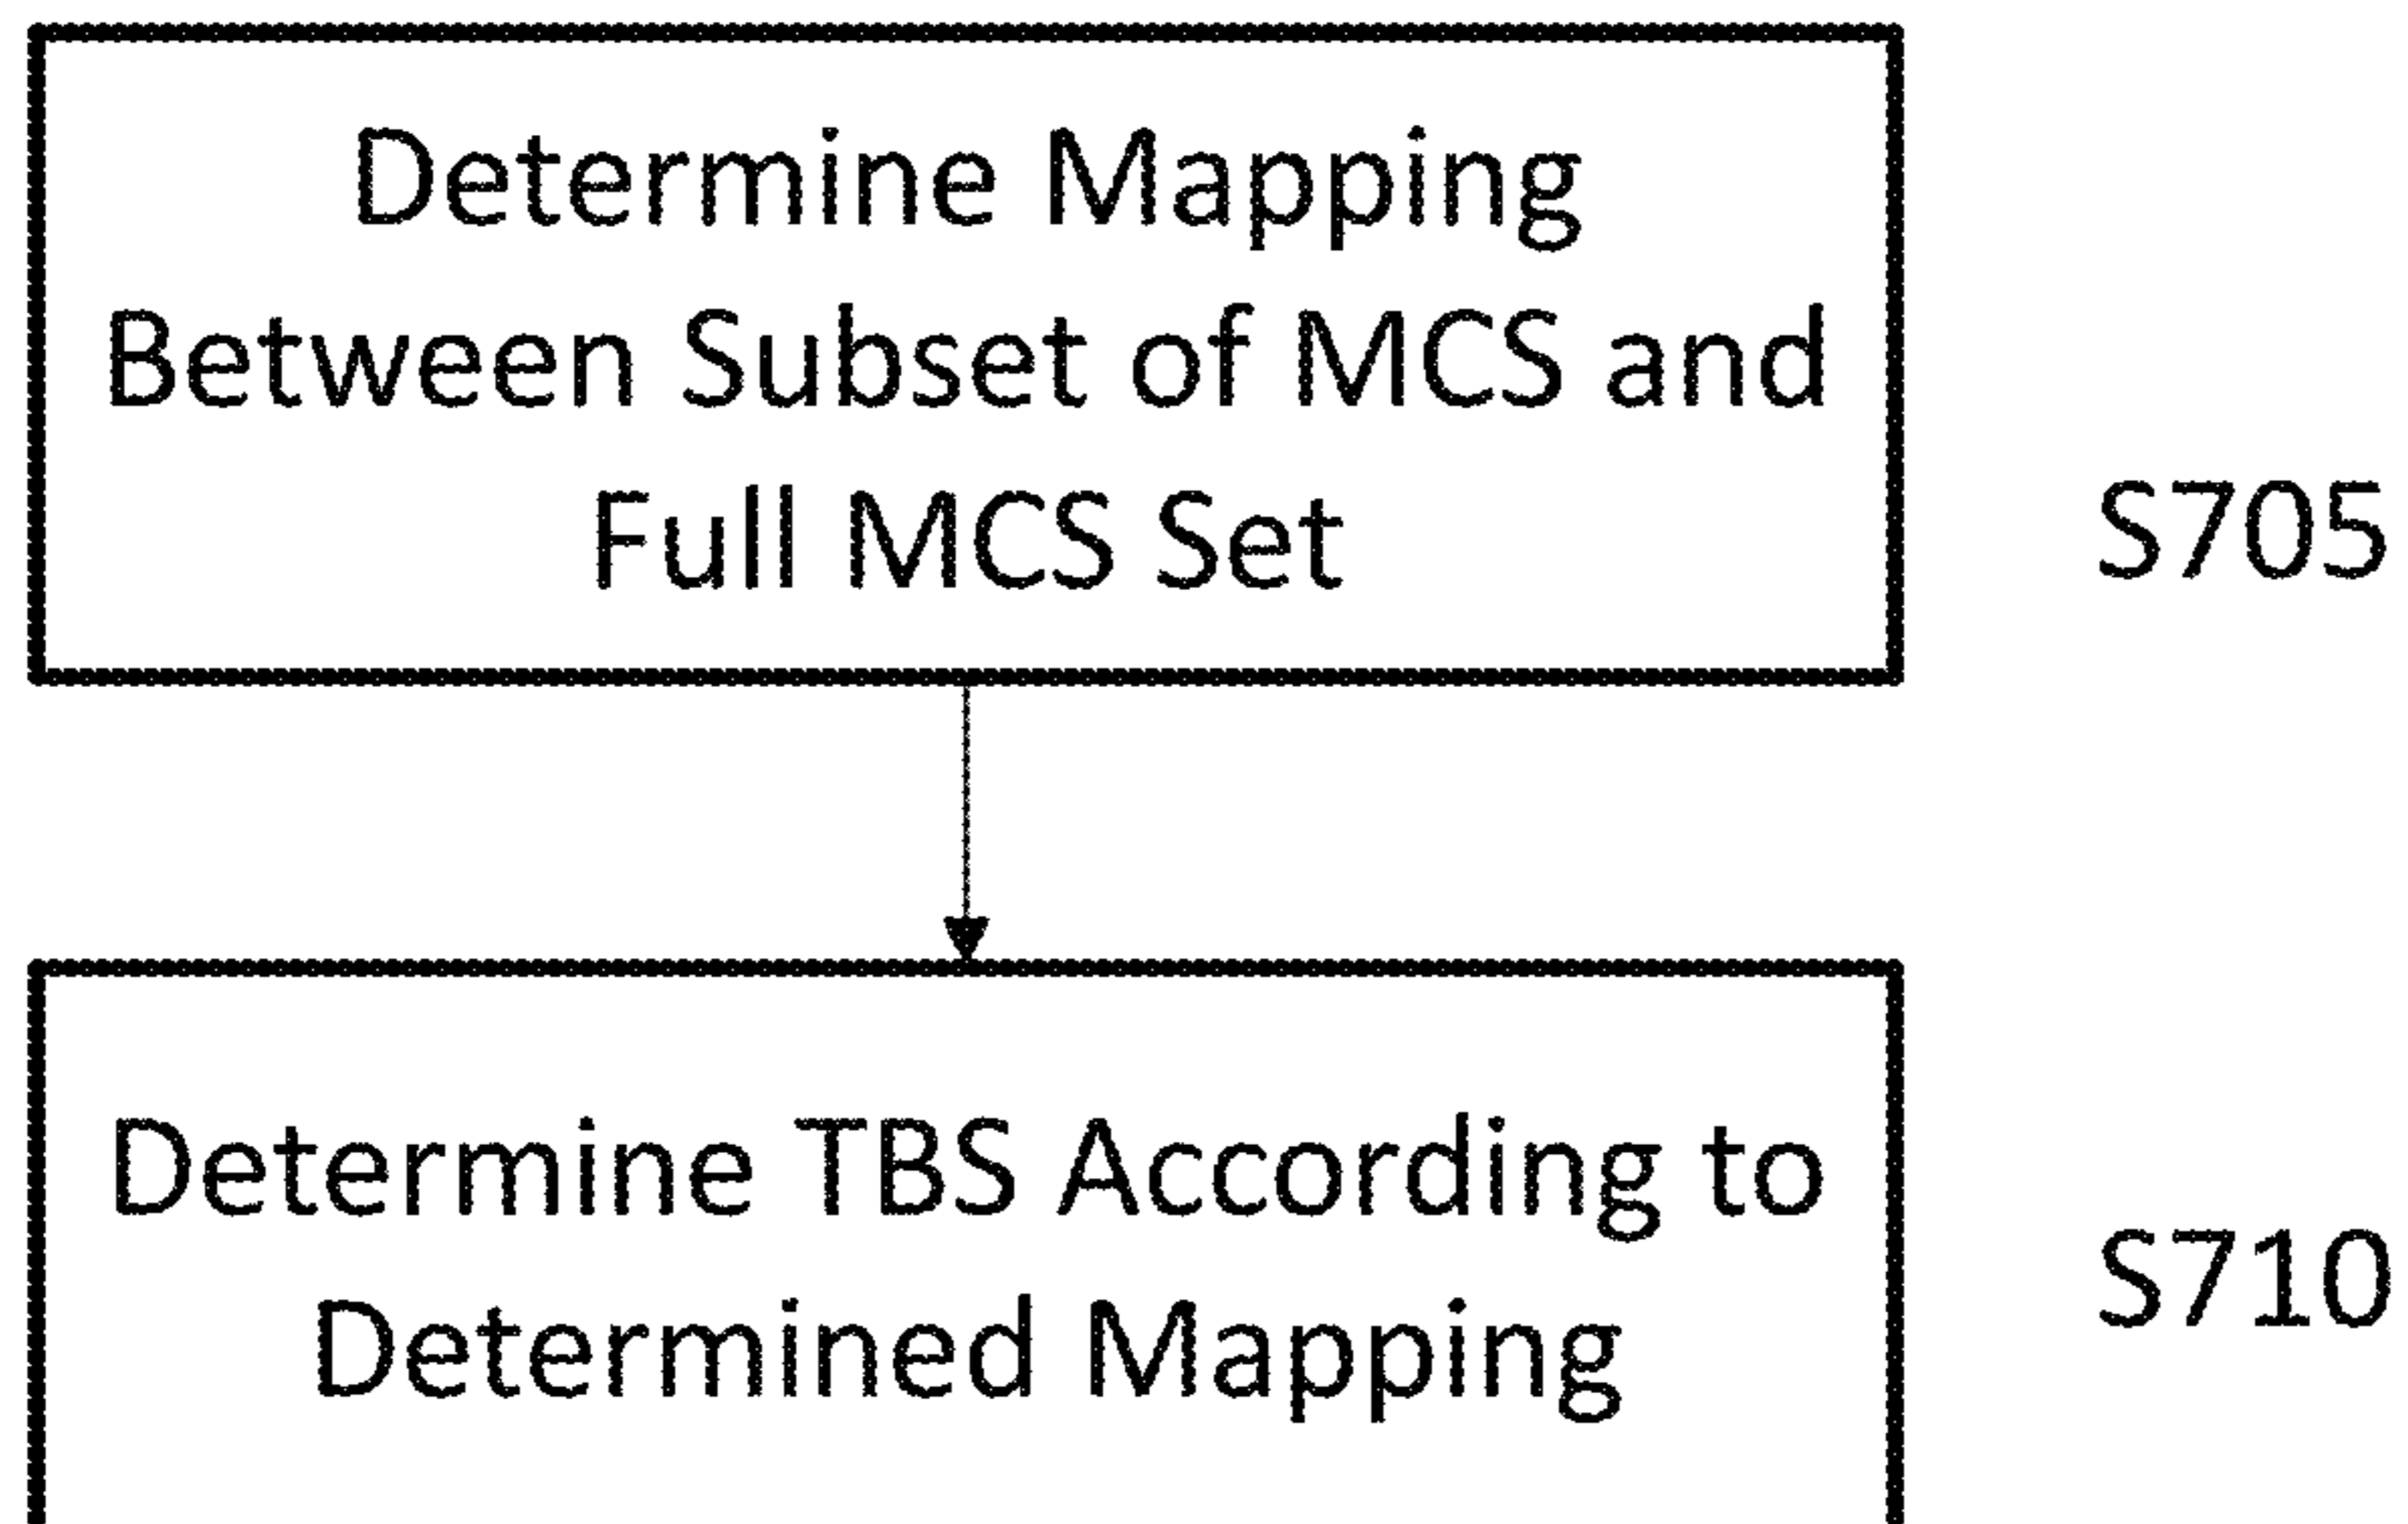 Determine Mapping
Between Subset of MCS and
Full MCS Set
S705
Determine TBS According to
Determined Mapping
S710